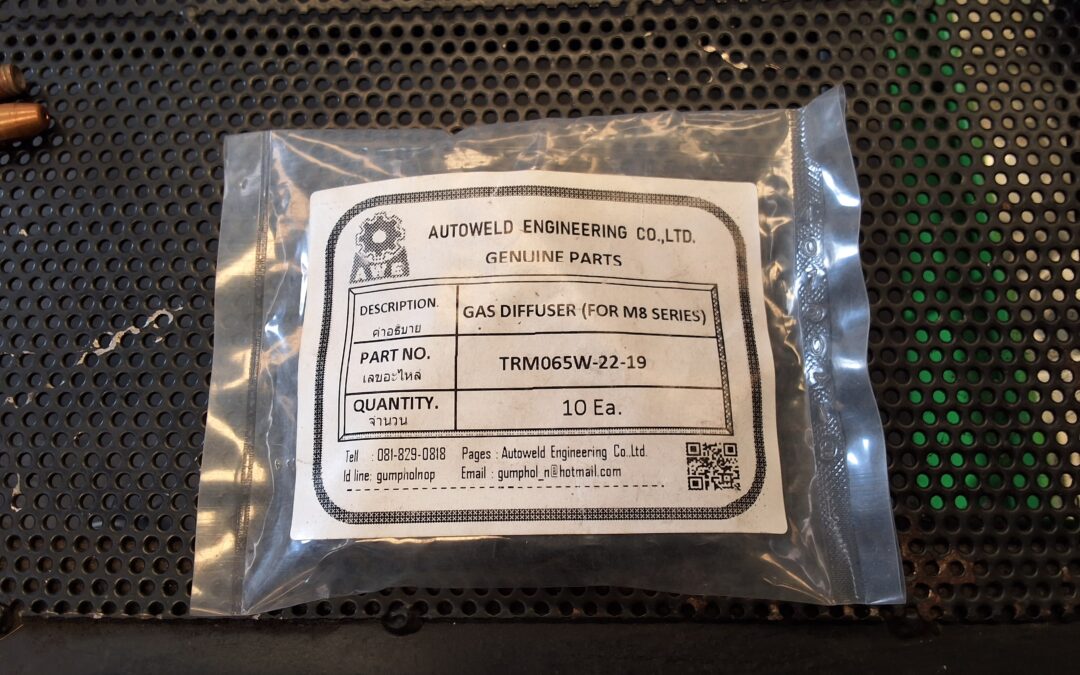 AUTOWELD ENGINEERING CO.,LTD.
GENUINE PARTS
AWE
DESCRIPTION. GAS DIFFUSER (FOR M8 SERIES)
คำอธิบาย
PART NO. TRM065W-22-19
เลขอะไหล่
QUANTITY. 10 Ea.
จำนวน
Tell : 081-829-0818 Pages : Autoweld Engineering Co.,Ltd.
Id line: gumpholnop Email : gumphol_n@hotmail.com